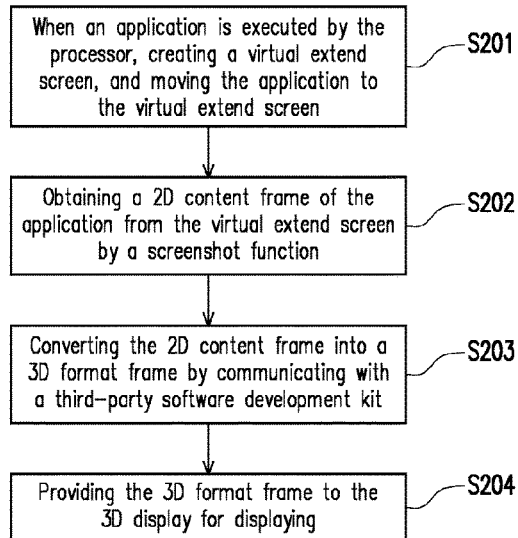 When an application is executed by the
processor, creating a virtual extend
screen, and moving the application to
the virtual extend screen
S201
Obtaining a 2D content frame of the
application from the virtual extend screen
by a screenshot function
S202
Converting the 2D content frame into a
3D format frame by communicating with
a third-party software development kit
S203
Providing the 3D format frame to the
3D display for displaying
S204